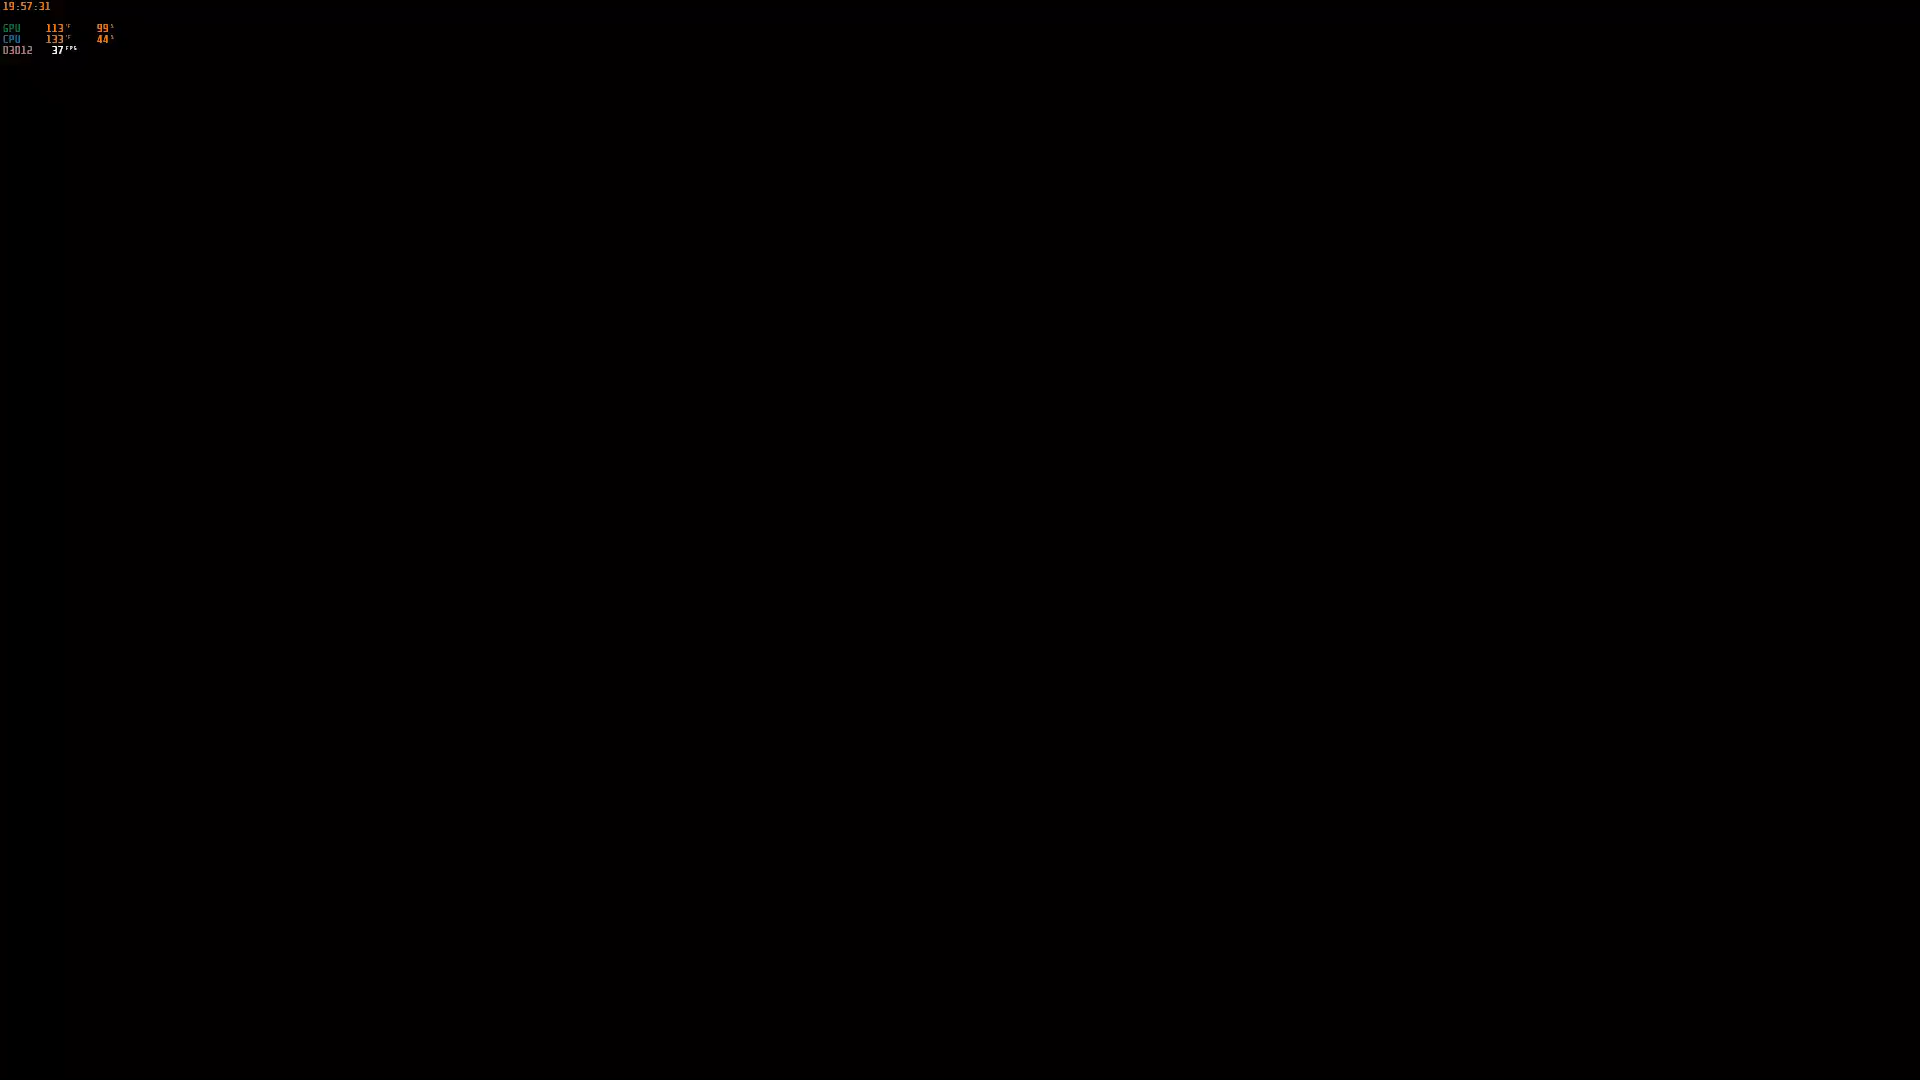 19:57:31
GPU 113 °F 99 %
CPU 133 °F 44 %
D3D12 37 FPS